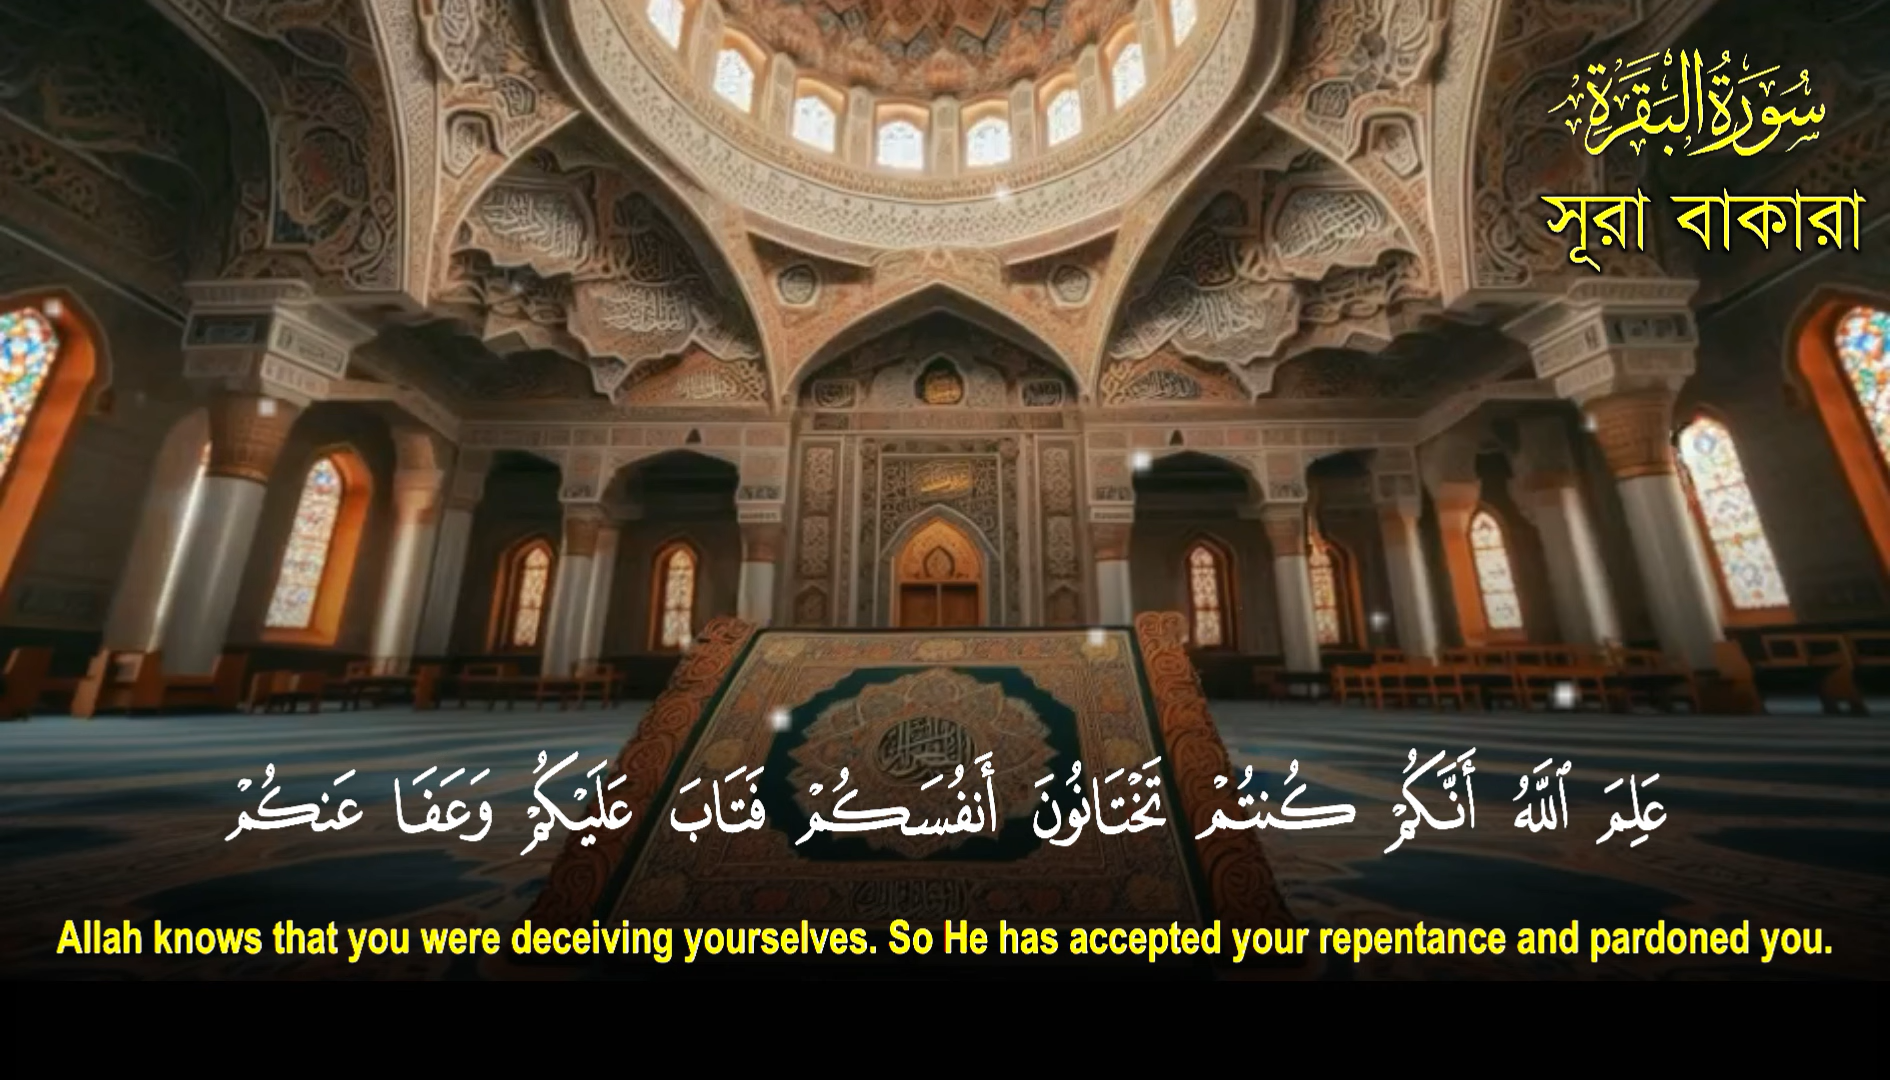 سُورَةُ البَقَرَةِ
সূরা বাকারা
عَلِمَ ٱللَّهُ أَنَّكُمْ كُنتُمْ تَخْتَانُونَ أَنفُسَكُمْ فَتَابَ عَلَيْكُمْ وَعَفَا عَنكُمْ
Allah knows that you were deceiving yourselves. So He has accepted your repentance and pardoned you.